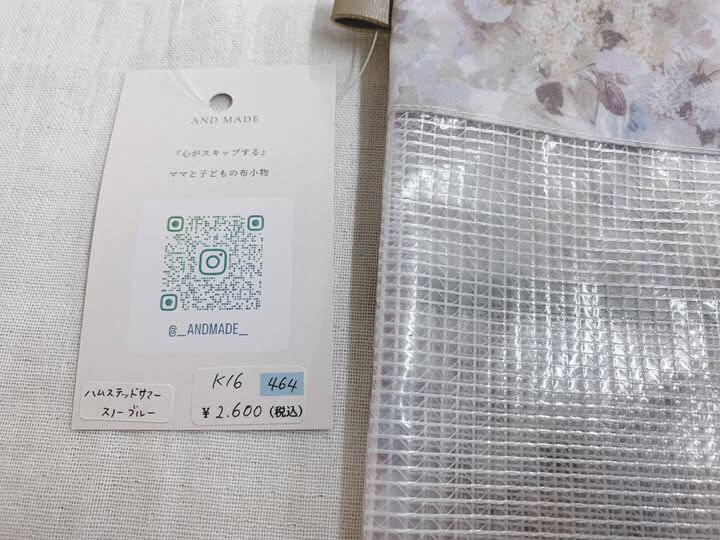 AND MADE
『心がスキップする』
ママと子どもの布小物
@_ANDMADE_
ハムステッドサマー
スノーブルー
K16 464
¥2.600(税込)